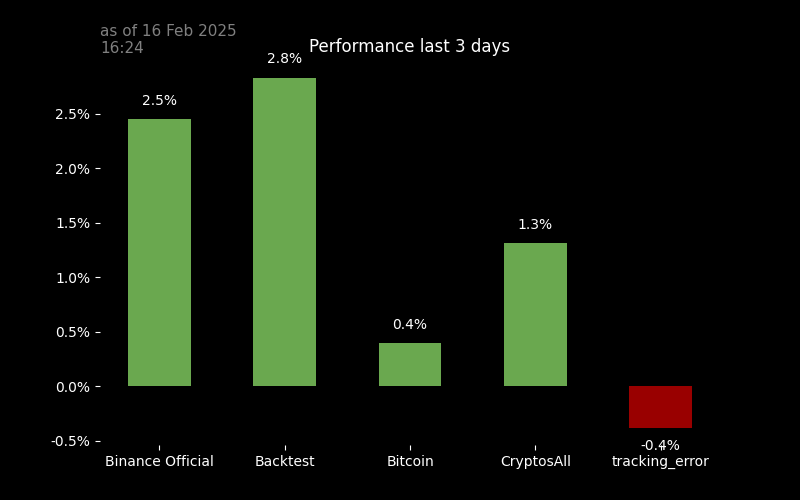 as of 16 Feb 2025
16:24
Performance last 3 days
2.8%
2.5%
1.3%
0.4%
-0.4%
2.5%
2.0%
1.5%
1.0%
0.5%
0.0%
-0.5%
Binance Official
Backtest
Bitcoin
CryptosAll
tracking_error